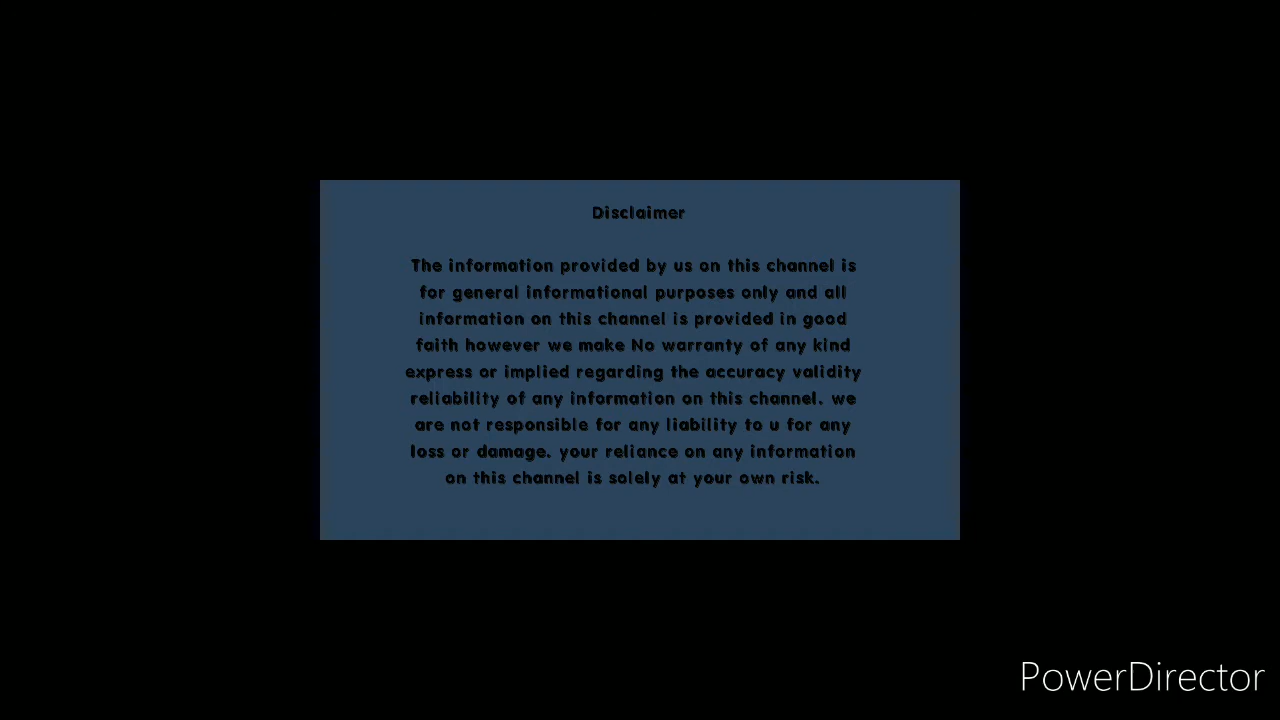 Disclaimer
The information provided by us on this channel is
for general informational purposes only and all
information on this channel is provided in good
faith however we make No warranty of any kind
express or implied regarding the accuracy validity
reliability of any information on this channel. we
are not responsible for any liability to u for any
loss or damage. your reliance on any information
on this channel is solely at your own risk.
PowerDirector